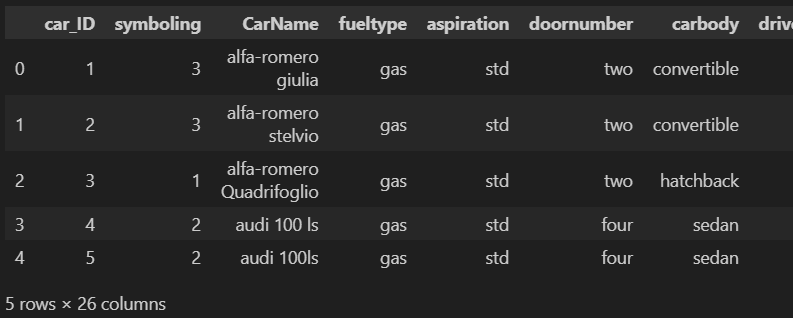 car_ID symboling CarName fueltype aspiration doornumber carbody driv
0 1 3 alfa-romero giulia gas std two convertible
1 2 3 alfa-romero stelvio gas std two convertible
2 3 1 alfa-romero Quadrifoglio gas std two hatchback
3 4 2 audi 100 ls gas std four sedan
4 5 2 audi 100ls gas std four sedan
5 rows × 26 columns